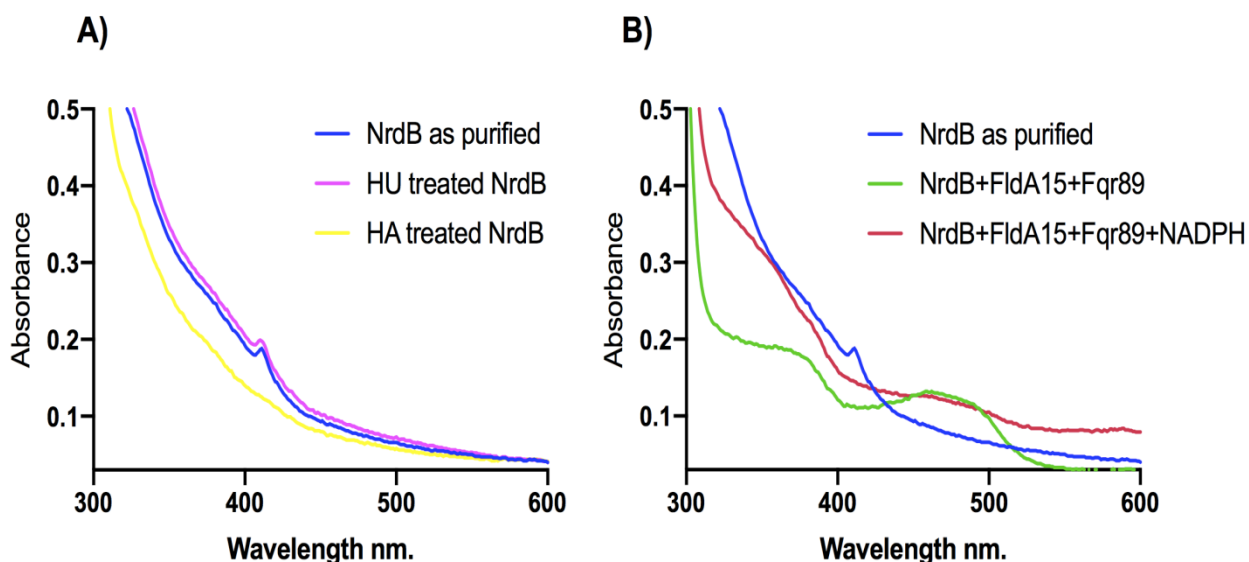 A)
0.5
0.4
0.3
0.2
0.1
Absorbance
300
400
500
600
Wavelength nm.
NrdB as purified
HU treated NrdB
HA treated NrdB
B)
0.5
0.4
0.3
0.2
0.1
Absorbance
300
400
500
600
Wavelength nm.
NrdB as purified
NrdB+FldA15+Fqr89
NrdB+FldA15+Fqr89+NADPH